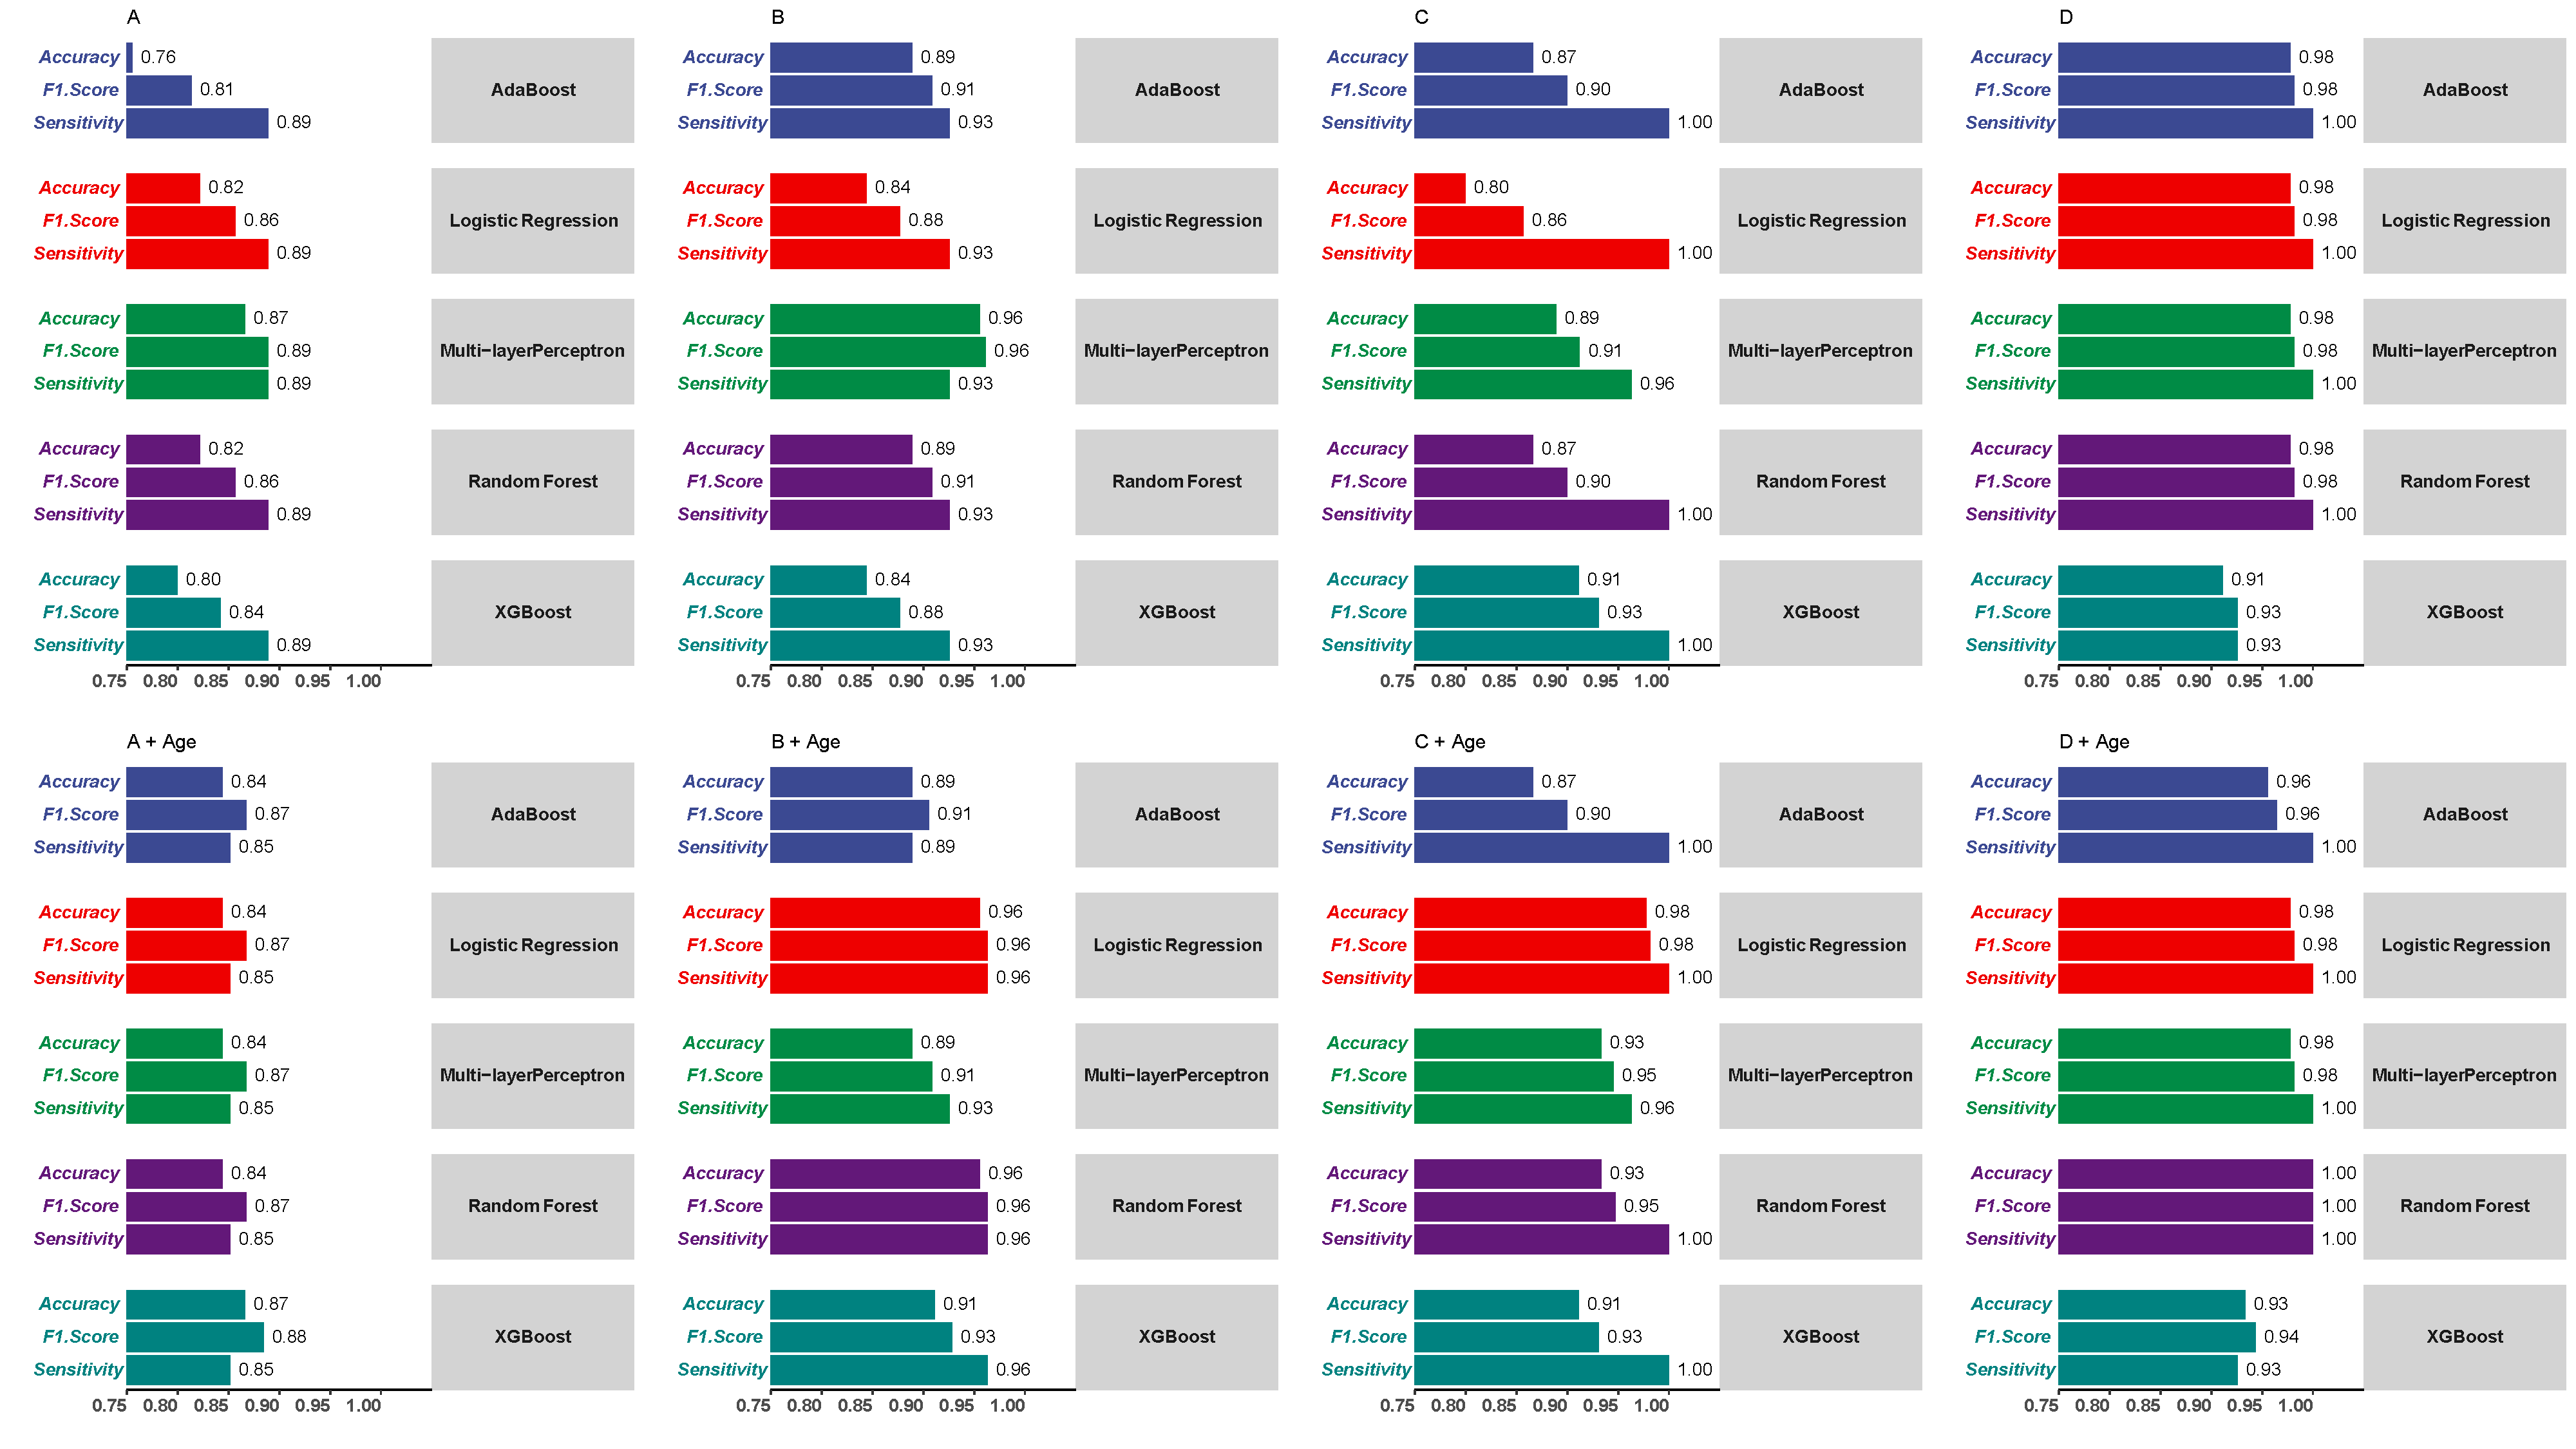 A
Accuracy 0.76
F1.Score 0.81
Sensitivity 0.89
AdaBoost
Accuracy 0.82
F1.Score 0.86
Sensitivity 0.89
Logistic Regression
Accuracy 0.87
F1.Score 0.89
Sensitivity 0.89
Multi−layerPerceptron
Accuracy 0.82
F1.Score 0.86
Sensitivity 0.89
Random Forest
Accuracy 0.80
F1.Score 0.84
Sensitivity 0.89
XGBoost
0.75 0.80 0.85 0.90 0.95 1.00
B
Accuracy 0.89
F1.Score 0.91
Sensitivity 0.93
AdaBoost
Accuracy 0.84
F1.Score 0.88
Sensitivity 0.93
Logistic Regression
Accuracy 0.96
F1.Score 0.96
Sensitivity 0.93
Multi−layerPerceptron
Accuracy 0.89
F1.Score 0.91
Sensitivity 0.93
Random Forest
Accuracy 0.84
F1.Score 0.88
Sensitivity 0.93
XGBoost
0.75 0.80 0.85 0.90 0.95 1.00
C
Accuracy 0.87
F1.Score 0.90
Sensitivity 1.00
AdaBoost
Accuracy 0.80
F1.Score 0.86
Sensitivity 1.00
Logistic Regression
Accuracy 0.89
F1.Score 0.91
Sensitivity 0.96
Multi−layerPerceptron
Accuracy 0.87
F1.Score 0.90
Sensitivity 1.00
Random Forest
Accuracy 0.91
F1.Score 0.93
Sensitivity 1.00
XGBoost
0.75 0.80 0.85 0.90 0.95 1.00
D
Accuracy 0.98
F1.Score 0.98
Sensitivity 1.00
AdaBoost
Accuracy 0.98
F1.Score 0.98
Sensitivity 1.00
Logistic Regression
Accuracy 0.98
F1.Score 0.98
Sensitivity 1.00
Multi−layerPerceptron
Accuracy 0.98
F1.Score 0.98
Sensitivity 1.00
Random Forest
Accuracy 0.91
F1.Score 0.93
Sensitivity 0.93
XGBoost
0.75 0.80 0.85 0.90 0.95 1.00
A + Age
Accuracy 0.84
F1.Score 0.87
Sensitivity 0.85
AdaBoost
Accuracy 0.84
F1.Score 0.87
Sensitivity 0.85
Logistic Regression
Accuracy 0.84
F1.Score 0.87
Sensitivity 0.85
Multi−layerPerceptron
Accuracy 0.84
F1.Score 0.87
Sensitivity 0.85
Random Forest
Accuracy 0.87
F1.Score 0.88
Sensitivity 0.85
XGBoost
0.75 0.80 0.85 0.90 0.95 1.00
B + Age
Accuracy 0.89
F1.Score 0.91
Sensitivity 0.89
AdaBoost
Accuracy 0.96
F1.Score 0.96
Sensitivity 0.96
Logistic Regression
Accuracy 0.89
F1.Score 0.91
Sensitivity 0.93
Multi−layerPerceptron
Accuracy 0.96
F1.Score 0.96
Sensitivity 0.96
Random Forest
Accuracy 0.91
F1.Score 0.93
Sensitivity 0.96
XGBoost
0.75 0.80 0.85 0.90 0.95 1.00
C + Age
Accuracy 0.87
F1.Score 0.90
Sensitivity 1.00
AdaBoost
Accuracy 0.98
F1.Score 0.98
Sensitivity 1.00
Logistic Regression
Accuracy 0.93
F1.Score 0.95
Sensitivity 0.96
Multi−layerPerceptron
Accuracy 0.93
F1.Score 0.95
Sensitivity 1.00
Random Forest
Accuracy 0.91
F1.Score 0.93
Sensitivity 1.00
XGBoost
0.75 0.80 0.85 0.90 0.95 1.00
D + Age
Accuracy 0.96
F1.Score 0.96
Sensitivity 1.00
AdaBoost
Accuracy 0.98
F1.Score 0.98
Sensitivity 1.00
Logistic Regression
Accuracy 0.98
F1.Score 0.98
Sensitivity 1.00
Multi−layerPerceptron
Accuracy 1.00
F1.Score 1.00
Sensitivity 1.00
Random Forest
Accuracy 0.93
F1.Score 0.94
Sensitivity 0.93
XGBoost
0.75 0.80 0.85 0.90 0.95 1.00